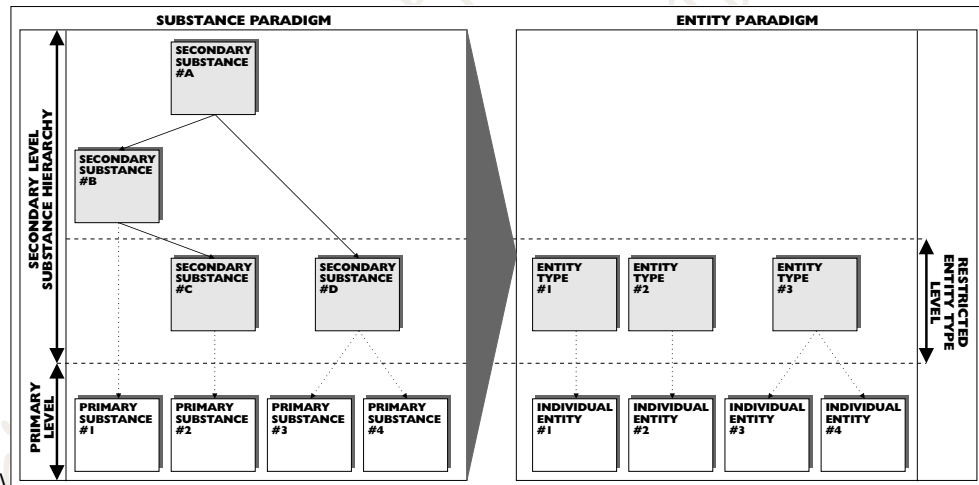 SUBSTANCE PARADIGM
ENTITY PARADIGM
SECONDARY LEVEL
SUBSTANCE HIERARCHY
SECONDARY
SUBSTANCE
#A
SECONDARY
SUBSTANCE
#B
SECONDARY
SUBSTANCE
#C
SECONDARY
SUBSTANCE
#D
ENTITY
TYPE
#1
ENTITY
TYPE
#2
ENTITY
TYPE
#3
RESTRICTED
ENTITY TYPE
LEVEL
PRIMARY
LEVEL
PRIMARY
SUBSTANCE
#1
PRIMARY
SUBSTANCE
#2
PRIMARY
SUBSTANCE
#3
PRIMARY
SUBSTANCE
#4
INDIVIDUAL
ENTITY
#1
INDIVIDUAL
ENTITY
#2
INDIVIDUAL
ENTITY
#3
INDIVIDUAL
ENTITY
#4
\